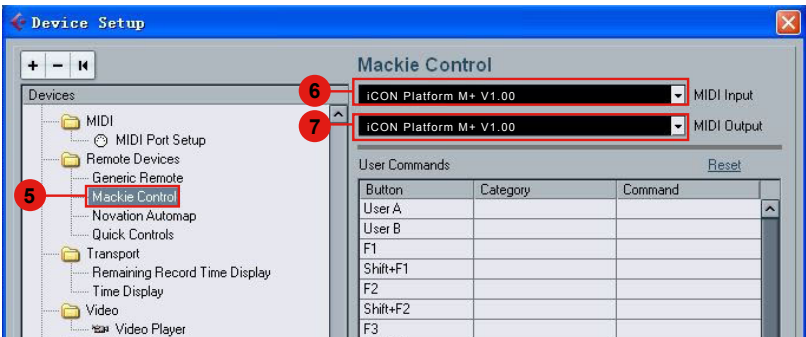 Device Setup
Mackie Control
6
iCON Platform M+ V1.00
MIDI Input
Devices
7
iCON Platform M+ V1.00
MIDI Output
MIDI
MIDI Port Setup
Remote Devices
User Commands
Reset
Generic Remote
Button Category Command
5
Mackie Control
User A
Novation Automap
User B
Quick Controls
F1
Transport
Shift+F1
Remaining Record Time Display
F2
Time Display
Shift+F2
Video
F3
Video Player